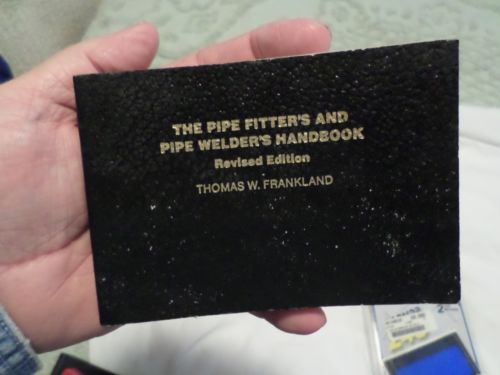 THE PIPE FITTER'S AND
PIPE WELDER'S HANDBOOK
Revised Edition
THOMAS W. FRANKLAND